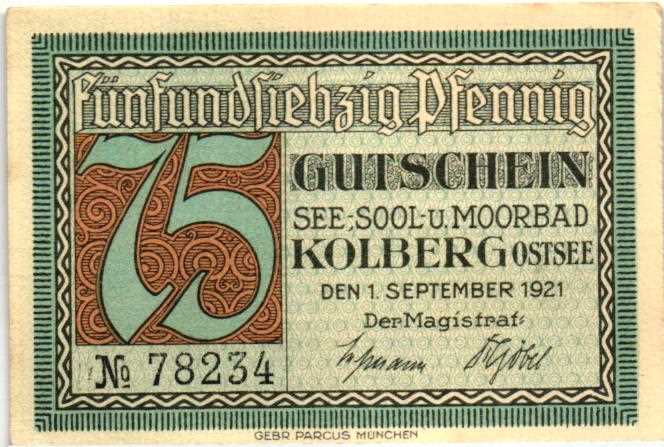 Fünfundsiebzig Pfennig
75
GUTSCHEIN
SEE-, SOOL- U. MOORBAD
KOLBERG OSTSEE
DEN 1. SEPTEMBER 1921
Der Magistrat:
№ 78234
GEBR. PARCUS MÜNCHEN